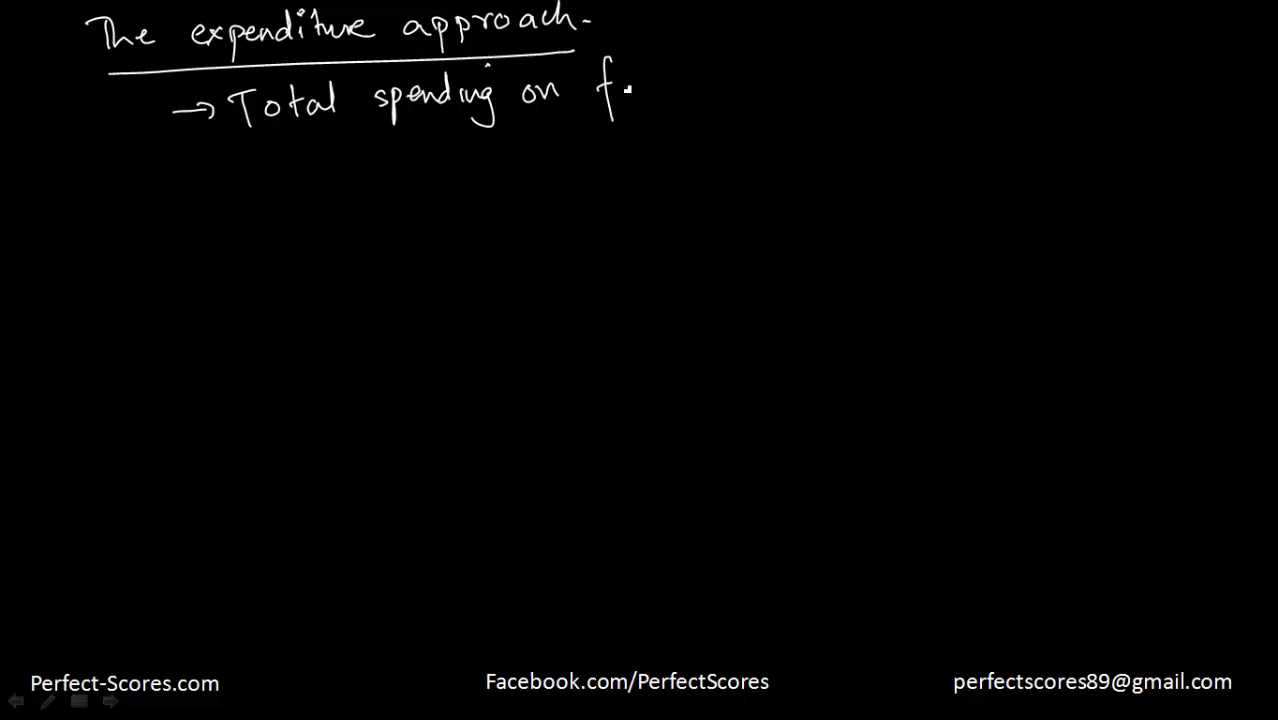 The expenditure approach-
→ Total spending on f
Perfect-Scores.com
Facebook.com/PerfectScores
perfectscores89@gmail.com